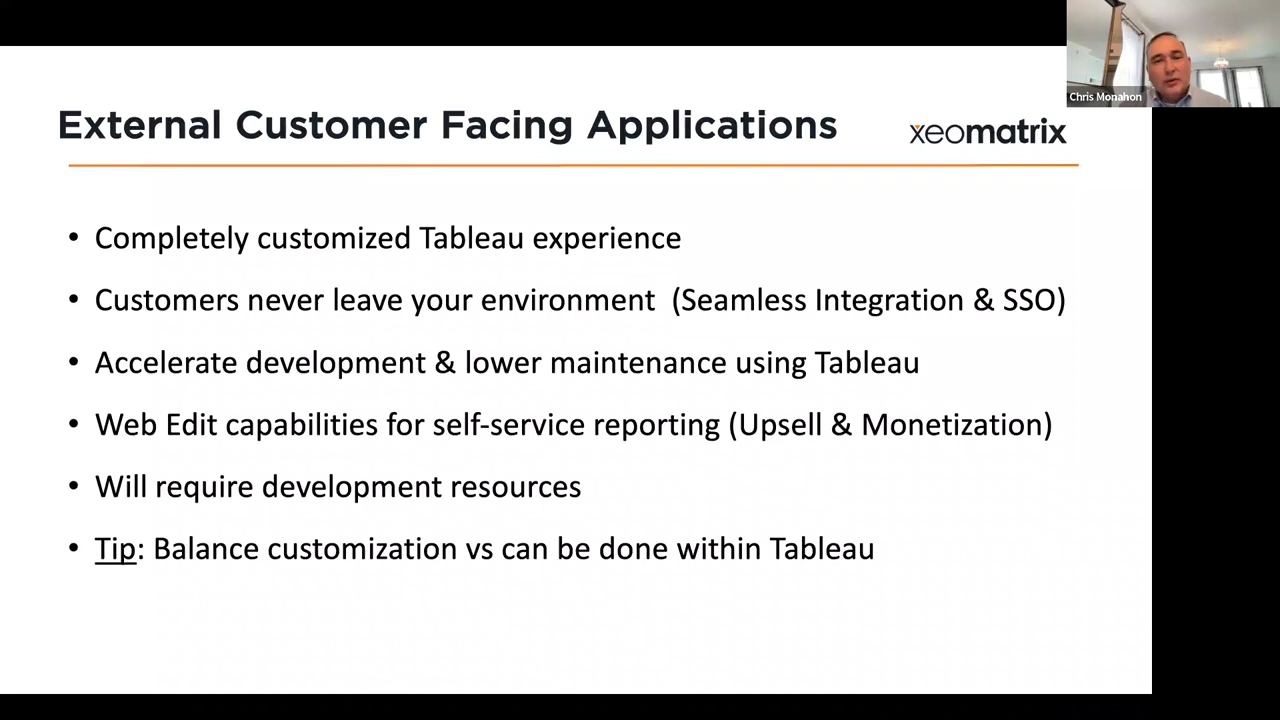 Chris Monahon
External Customer Facing Applications
xeomatrix
• Completely customized Tableau experience
• Customers never leave your environment  (Seamless Integration & SSO)
• Accelerate development & lower maintenance using Tableau
• Web Edit capabilities for self-service reporting (Upsell & Monetization)
• Will require development resources
• Tip: Balance customization vs can be done within Tableau